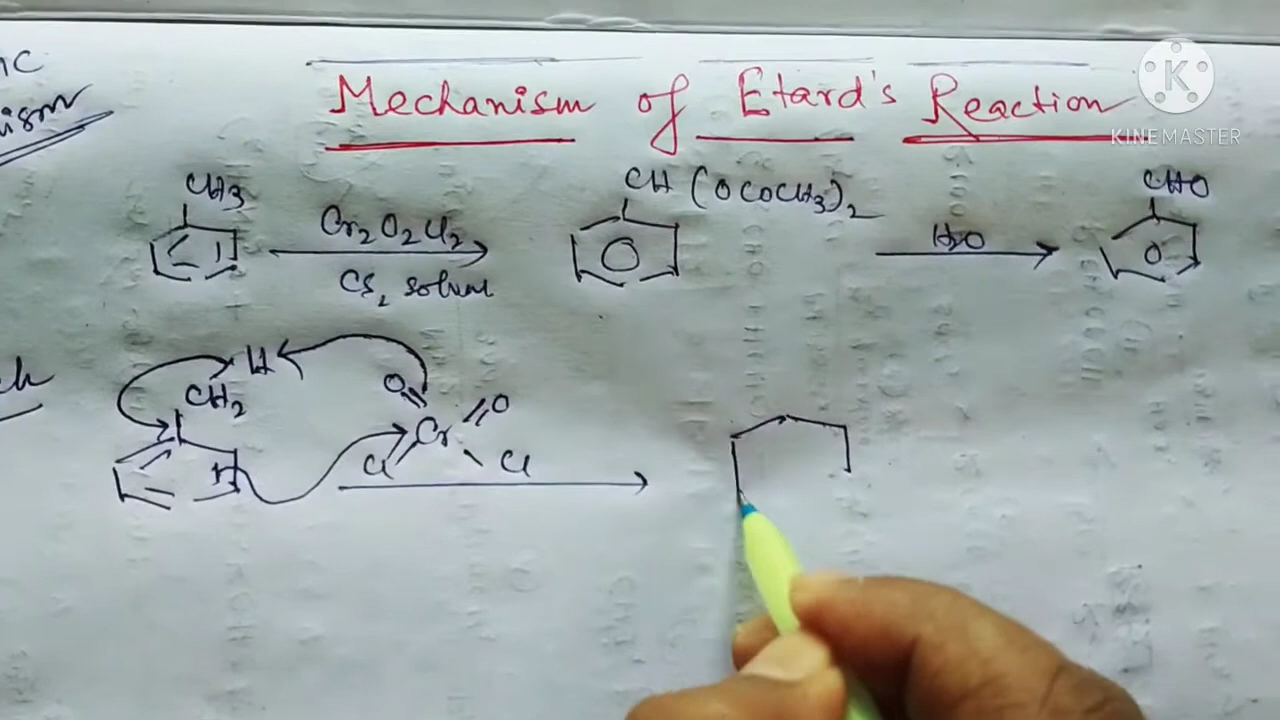 Mechanism of Etard's Reaction
KINEMASTER
CH3
Cr2O2Cl2
CS2 solvent
CH(OCOCH3)2
H2O
CHO
H
CH2
O
O
Cr
Cl
Cl